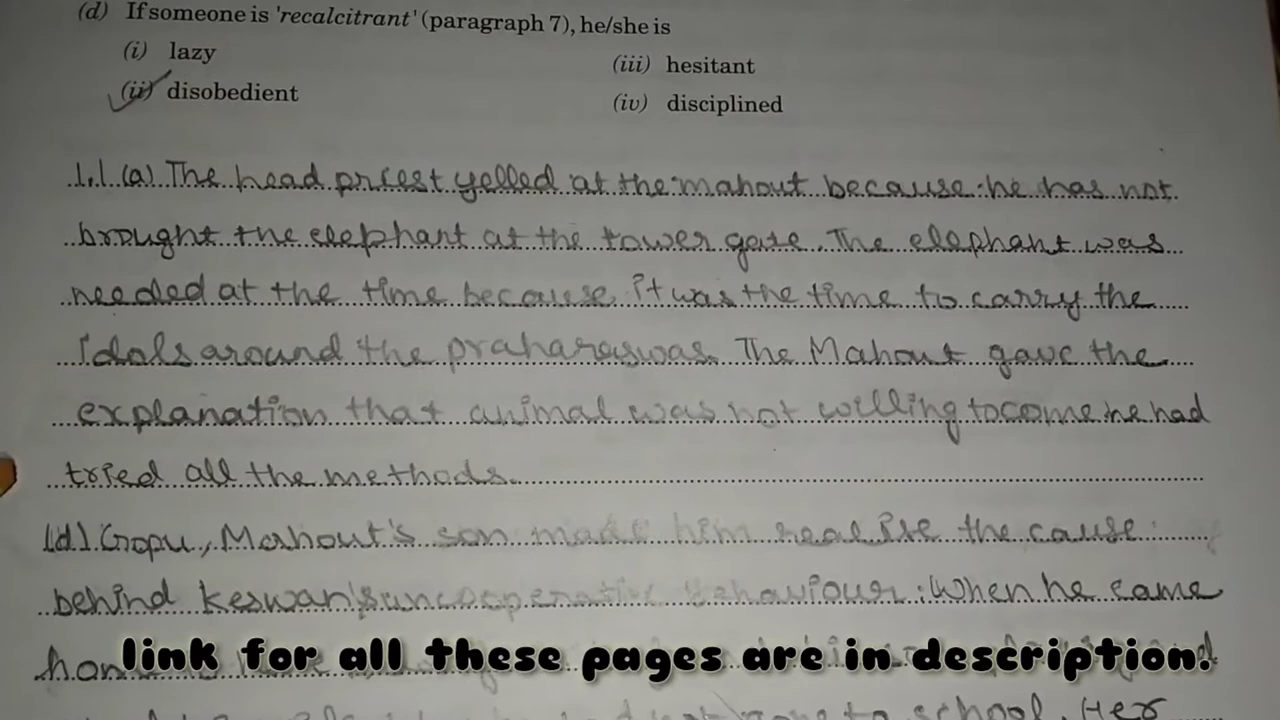 (d) If someone is 'recalcitrant' (paragraph 7), he/she is
(i) lazy
(iii) hesitant
(ii) disobedient
(iv) disciplined
1.1.(a) The head priest yelled at the mahout because he has not
brought the elephant at the tower gate. The elephant was
needed at the time because it was the time to carry the
idols around the praharaswas. The Mahout gave the
explanation that animal was not willing to come he had
tried all the methods.
(d). Gopu, Mahout's son made him realise the cause
behind Keswan's uncooperative behaviour. When he came
link for all these pages are in description!
to school. Her